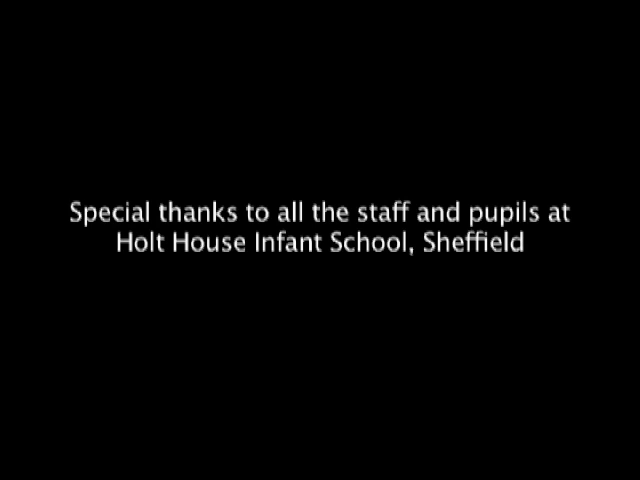 Special thanks to all the staff and pupils at
Holt House Infant School, Sheffield